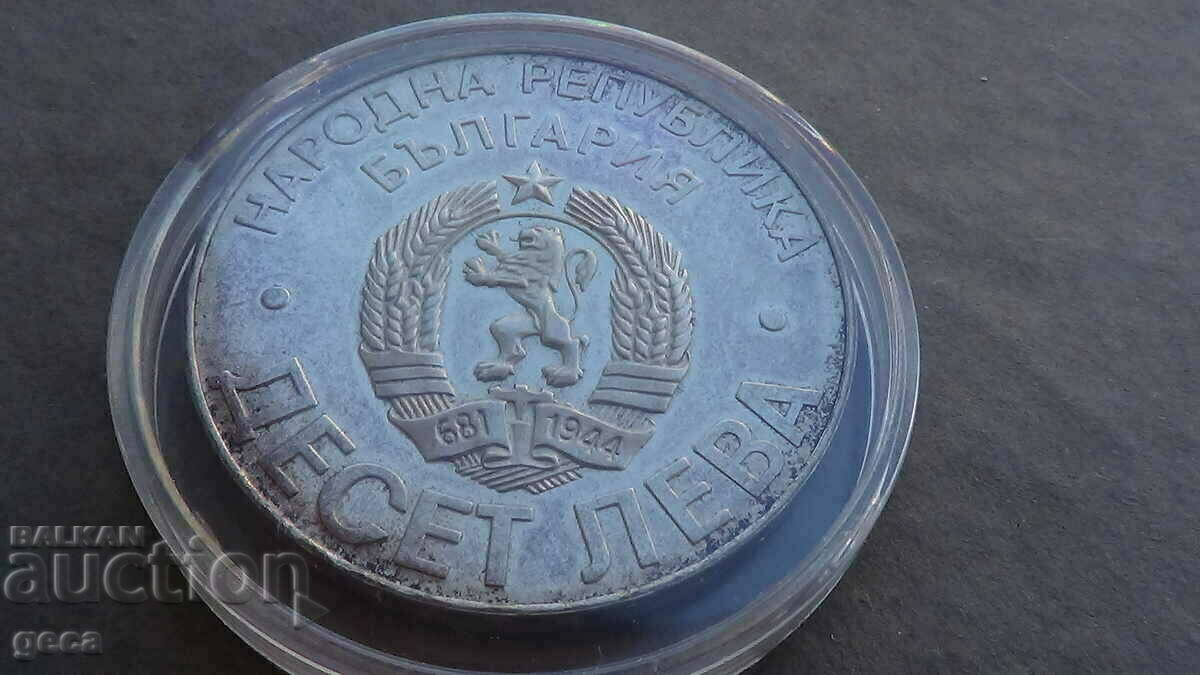 НАРОДНА РЕПУБЛИКА
БЪЛГАРИЯ
681 1944
ДЕСЕТ ЛЕВА
BALKAN
auction
geca